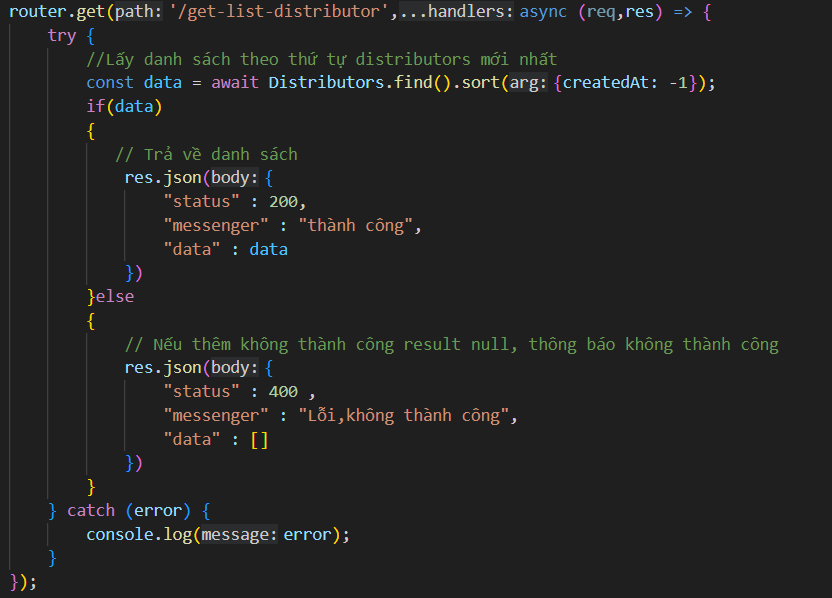 router.get(path: '/get-list-distributor',...handlers: async (req,res) => {
    try {
        //Lấy danh sách theo thứ tự distributors mới nhất
        const data = await Distributors.find().sort(arg: {createdAt: -1});
        if(data)
        {
           // Trả về danh sách
            res.json(body: {
                "status" : 200,
                "messenger" : "thành công",
                "data" : data
            })
        }else
        {
            // Nếu thêm không thành công result null, thông báo không thành công
            res.json(body: {
                "status" : 400 ,
                "messenger" : "Lỗi,không thành công",
                "data" : []
            })
        }
    } catch (error) {
        console.log(message: error);
    }
});